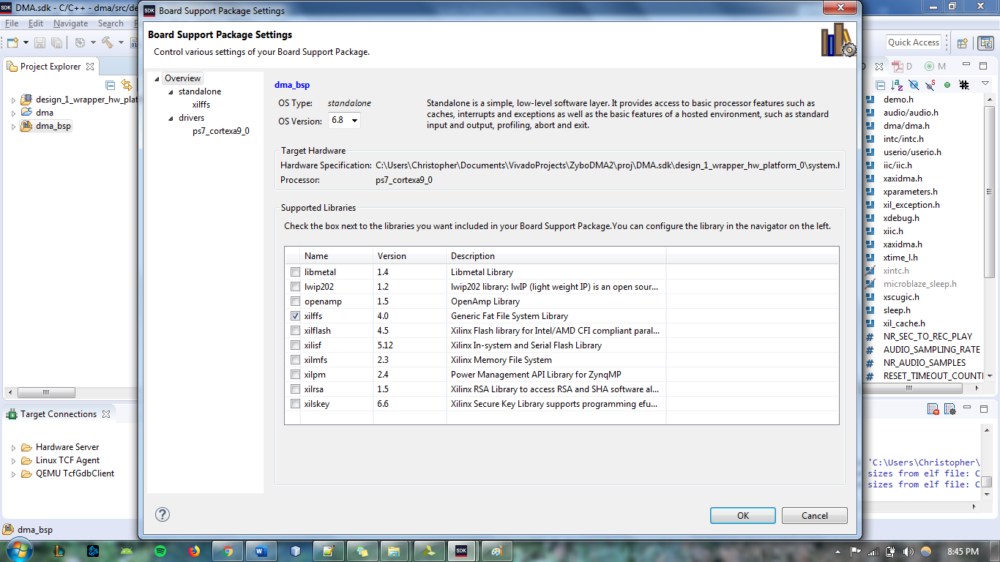 DMA.sdk - C/C++ - dma/src/de
Board Support Package Settings
File Edit Navigate Search
Board Support Package Settings
Control various settings of your Board Support Package.
Quick Access
Project Explorer
design_1_wrapper_hw_plat
dma
dma_bsp
Overview
standalone
xilffs
drivers
ps7_cortexa9_0
dma_bsp
OS Type: standalone
OS Version: 6.8
Standalone is a simple, low-level software layer. It provides access to basic processor features such as
caches, interrupts and exceptions as well as the basic features of a hosted environment, such as standard
input and output, profiling, abort and exit.
Target Hardware
Hardware Specification: C:\Users\Christopher\Documents\VivadoProjects\ZyboDMA2\proj\DMA.sdk\design_1_wrapper_hw_platform_0\system.h
Processor: ps7_cortexa9_0
Supported Libraries
Check the box next to the libraries you want included in your Board Support Package.You can configure the library in the navigator on the left.
Name Version Description
libmetal 1.4 Libmetal Library
lwip202 1.2 lwip202 library: lwIP (light weight IP) is an open sour...
openamp 1.5 OpenAmp Library
xilffs 4.0 Generic Fat File System Library
xilflash 4.5 Xilinx Flash library for Intel/AMD CFI compliant paral...
xilisf 5.12 Xilinx In-system and Serial Flash Library
xilmfs 2.3 Xilinx Memory File System
xilpm 2.4 Power Management API Library for ZynqMP
xilrsa 1.5 Xilinx RSA Library to access RSA and SHA software al...
xilskey 6.6 Xilinx Secure Key Library supports programming efu...
OK Cancel
D M
demo.h
audio/audio.h
dma/dma.h
intc/intc.h
userio/userio.h
iic/iic.h
xaxidma.h
xparameters.h
xil_exception.h
xdebug.h
xiic.h
xaxidma.h
xtime_l.h
xintc.h
microblaze_sleep.h
xscugic.h
sleep.h
xil_cache.h
NR_SEC_TO_REC_PLAY
AUDIO_SAMPLING_RATE
NR_AUDIO_SAMPLES
RESET_TIMEOUT_COUNT
Target Connections
Hardware Server
Linux TCF Agent
QEMU TcfGdbClient
'C:\Users\Christopher\
sizes from elf file: C
sizes from elf file: C
dma_bsp
SDK
8:45 PM